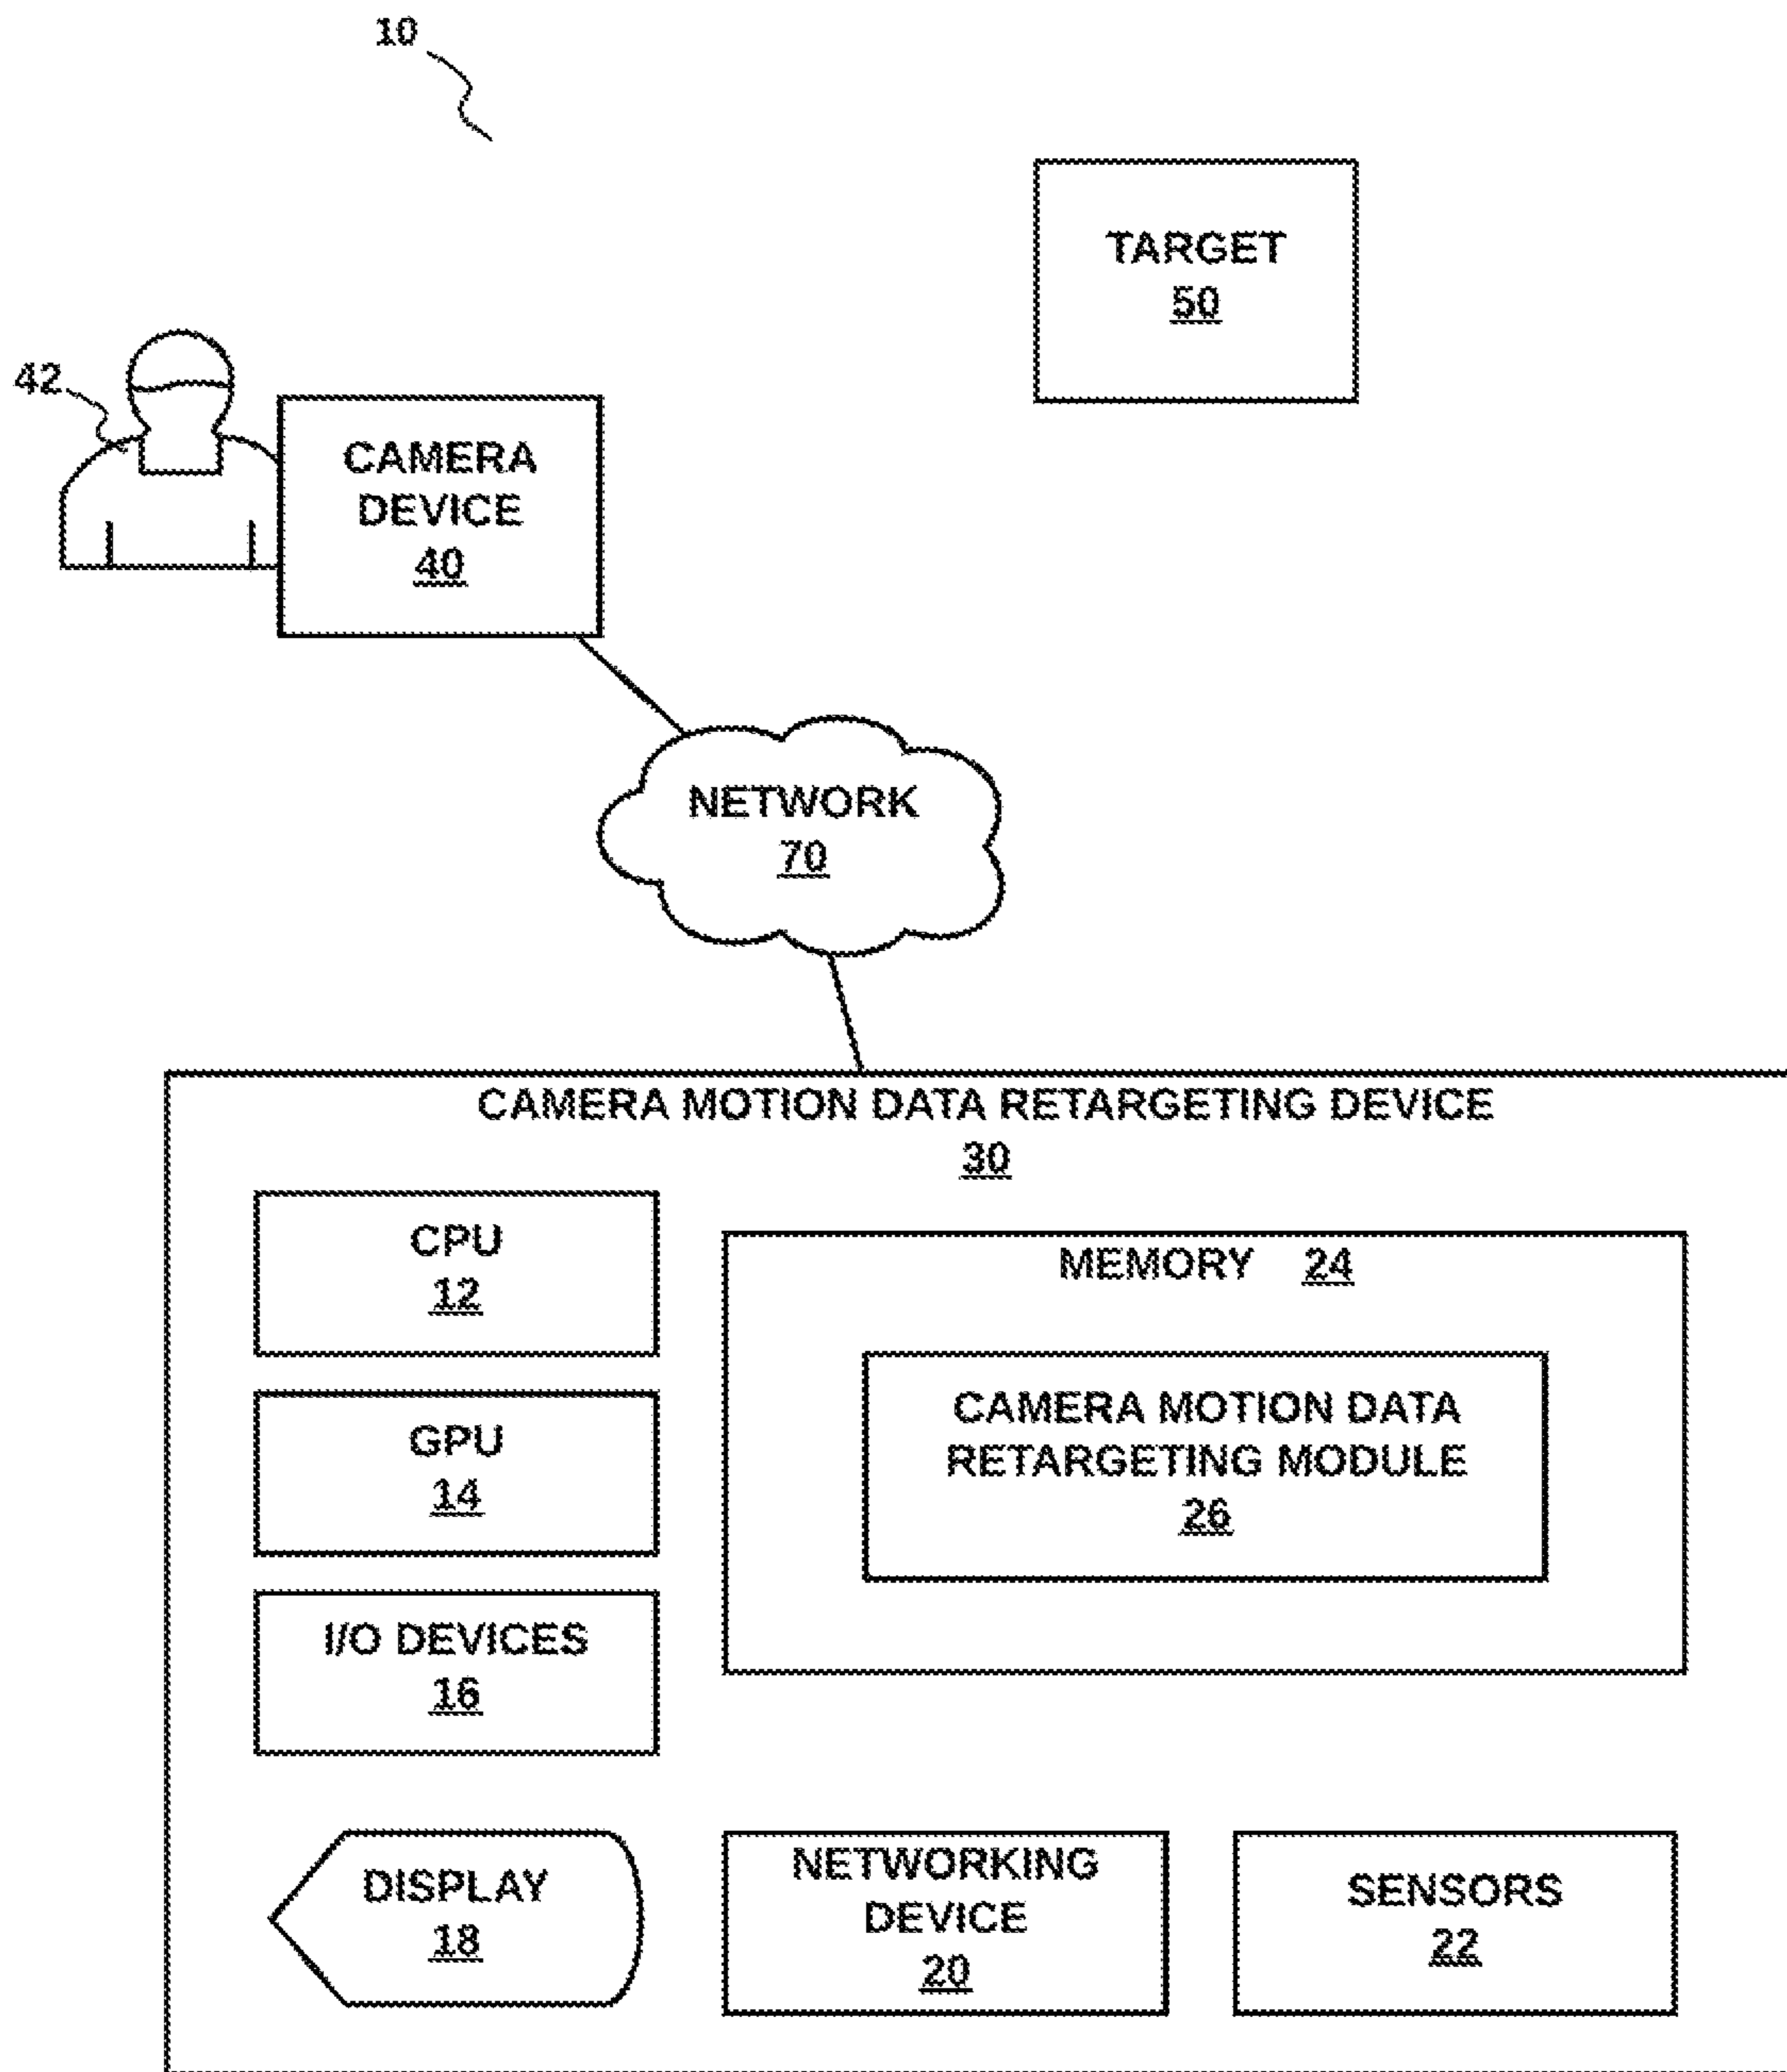 10
TARGET
50
42
CAMERA
DEVICE
40
NETWORK
70
CAMERA MOTION DATA RETARGETING DEVICE
30
CPU
12
MEMORY 24
CAMERA MOTION DATA
RETARGETING MODULE
26
GPU
14
I/O DEVICES
16
DISPLAY
18
NETWORKING
DEVICE
20
SENSORS
22